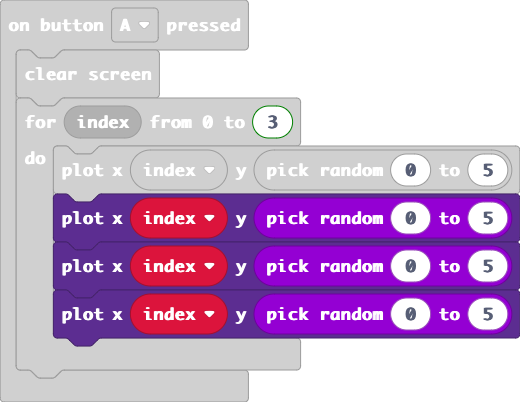 on button A pressed
clear screen
for index from 0 to 3
do
plot x index y pick random 0 to 5
plot x index y pick random 0 to 5
plot x index y pick random 0 to 5
plot x index y pick random 0 to 5